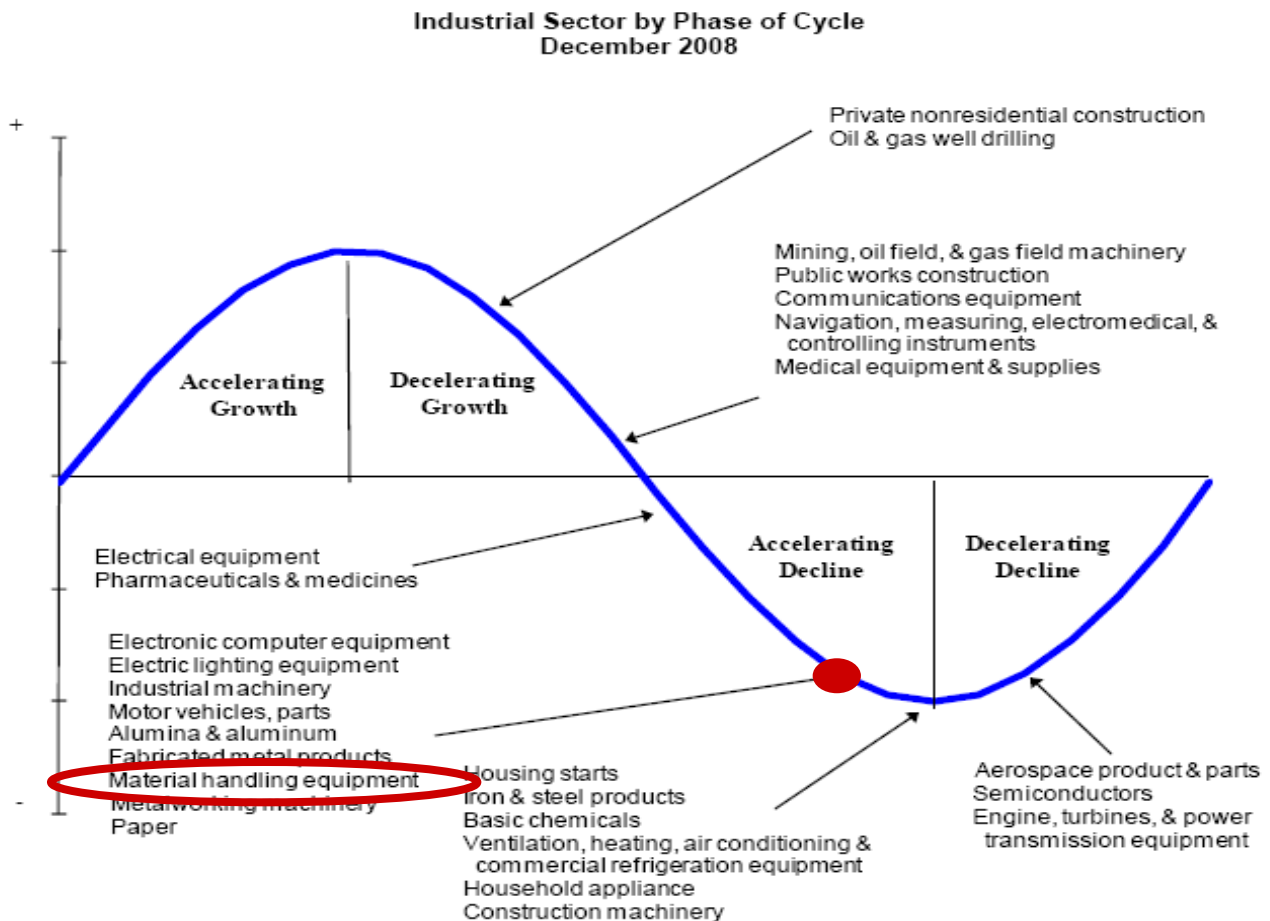 Industrial Sector by Phase of Cycle
December 2008
+
Private nonresidential construction
Oil & gas well drilling
Mining, oil field, & gas field machinery
Public works construction
Communications equipment
Navigation, measuring, electromedical, &
controlling instruments
Medical equipment & supplies
Accelerating
Growth
Decelerating
Growth
Accelerating
Decline
Decelerating
Decline
Electrical equipment
Pharmaceuticals & medicines
Electronic computer equipment
Electric lighting equipment
Industrial machinery
Motor vehicles, parts
Alumina & aluminum
Fabricated metal products
Material handling equipment
Metalworking machinery
Paper
-
Housing starts
Iron & steel products
Basic chemicals
Ventilation, heating, air conditioning &
commercial refrigeration equipment
Household appliance
Construction machinery
Aerospace product & parts
Semiconductors
Engine, turbines, & power
transmission equipment